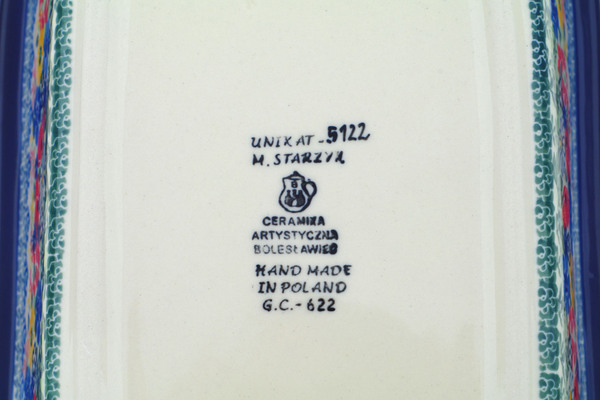 UNIKAT - 5122
M. STARZYK
CERAMIKA
ARTYSTYCZNA
BOLESŁAWIEC
HAND MADE
IN POLAND
G.C.- 622